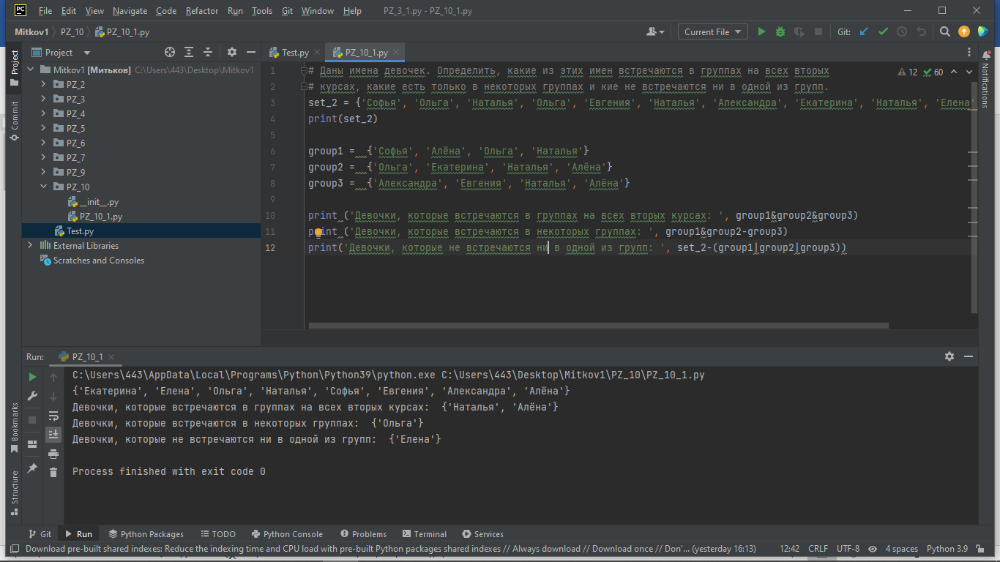 PC File Edit View Navigate Code Refactor Run Tools Git Window Help PZ_3_1.py - PZ_10_1.py
Mitkov1 PZ_10 PZ_10_1.py Current File Git:
Project
Test.py PZ_10_1.py
Project
Commit
Bookmarks
Structure
Notifications
Mitkov1 [Митьков] C:\Users\443\Desktop\Mitkov1
PZ_2
PZ_3
PZ_4
PZ_5
PZ_6
PZ_7
PZ_9
PZ_10
__init__.py
PZ_10_1.py
Test.py
External Libraries
Scratches and Consoles
12 60
1 # Даны имена девочек. Определить, какие из этих имен встречаются в группах на всех вторых
2 # курсах, какие есть только в некоторых группах и кие не встречаются ни в одной из групп.
3 set_2 = {'Софья', 'Ольга', 'Наталья', 'Ольга', 'Евгения', 'Наталья', 'Александра', 'Екатерина', 'Наталья', 'Елена'
4 print(set_2)
5
6 group1 =  {'Софья', 'Алёна', 'Ольга', 'Наталья'}
7 group2 =  {'Ольга', 'Екатерина', 'Наталья', 'Алёна'}
8 group3 =  {'Александра', 'Евгения', 'Наталья', 'Алёна'}
9
10 print ('Девочки, которые встречаются в группах на всех вторых курсах: ', group1&group2&group3)
11 print ('Девочки, которые встречаются в некоторых группах: ', group1&group2-group3)
12 print('Девочки, которые не встречаются ни в одной из групп: ', set_2-(group1|group2|group3))
Run: PZ_10_1
C:\Users\443\AppData\Local\Programs\Python\Python39\python.exe C:\Users\443\Desktop\Mitkov1\PZ_10\PZ_10_1.py
{'Екатерина', 'Елена', 'Ольга', 'Наталья', 'Софья', 'Евгения', 'Александра', 'Алёна'}
Девочки, которые встречаются в группах на всех вторых курсах:  {'Наталья', 'Алёна'}
Девочки, которые встречаются в некоторых группах:  {'Ольга'}
Девочки, которые не встречаются ни в одной из групп:  {'Елена'}
Process finished with exit code 0
Git Run Python Packages TODO Python Console Problems Terminal Services
Download pre-built shared indexes: Reduce the indexing time and CPU load with pre-built Python packages shared indexes // Always download // Download once // Don'... (yesterday 16:13) 12:42 CRLF UTF-8 4 spaces Python 3.9